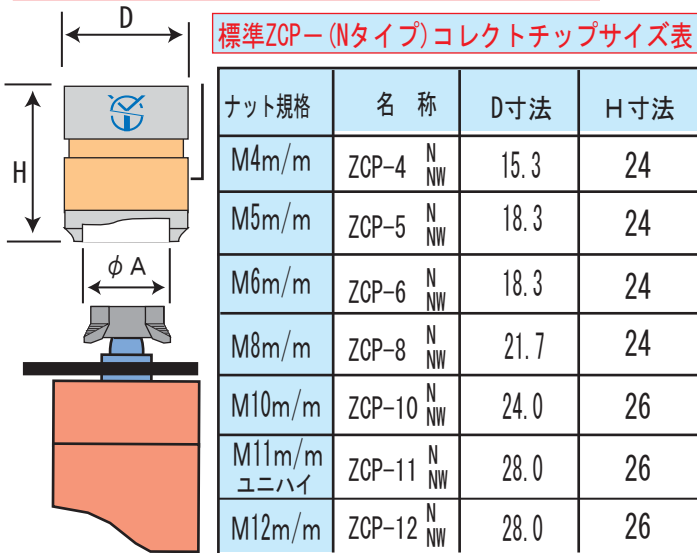 D
標準ZCP－(Nタイプ)コレクトチップサイズ表
H
φA
ナット規格 名 称 D寸法 H寸法
M4m/m ZCP-4 N NW 15.3 24
M5m/m ZCP-5 N NW 18.3 24
M6m/m ZCP-6 N NW 18.3 24
M8m/m ZCP-8 N NW 21.7 24
M10m/m ZCP-10 N NW 24.0 26
M11m/m ユニハイ ZCP-11 N NW 28.0 26
M12m/m ZCP-12 N NW 28.0 26